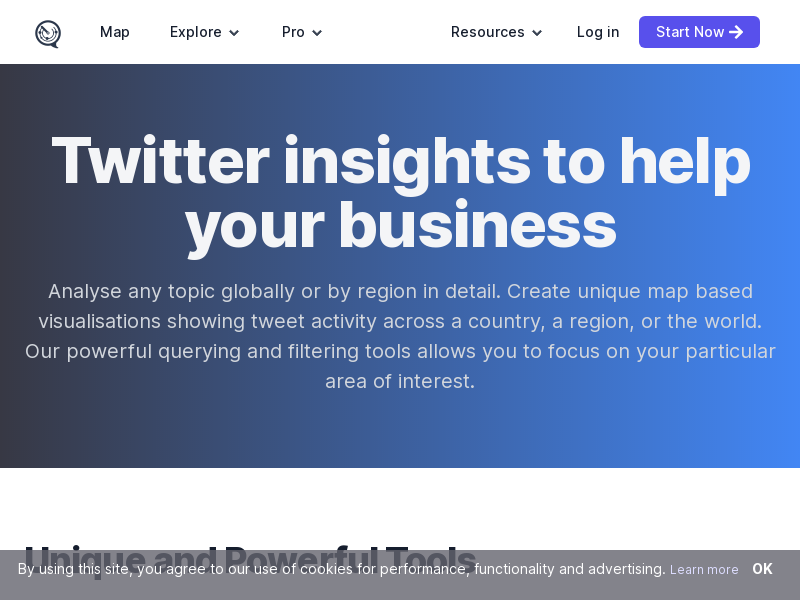 Map Explore Pro Resources Log in Start Now
Twitter insights to help
your business
Analyse any topic globally or by region in detail. Create unique map based
visualisations showing tweet activity across a country, a region, or the world.
Our powerful querying and filtering tools allows you to focus on your particular
area of interest.
Unique and Powerful Tools
By using this site, you agree to our use of cookies for performance, functionality and advertising. Learn more OK